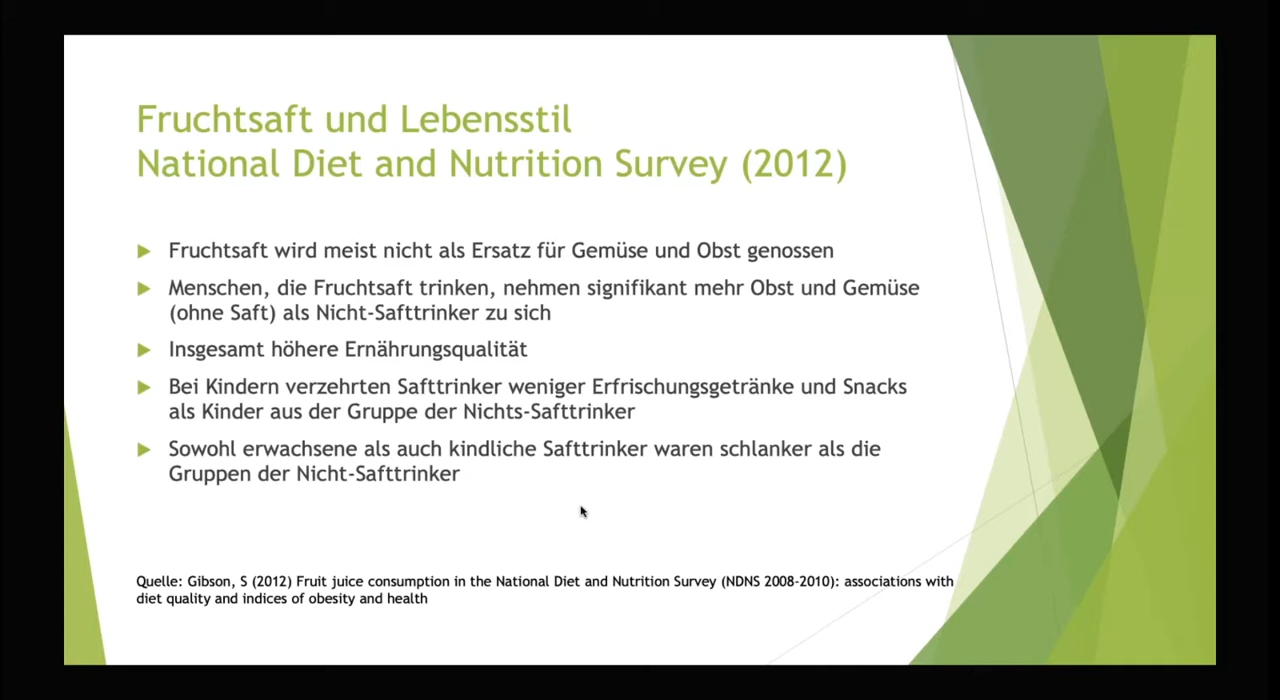 Fruchtsaft und Lebensstil
National Diet and Nutrition Survey (2012)
Fruchtsaft wird meist nicht als Ersatz für Gemüse und Obst genossen
Menschen, die Fruchtsaft trinken, nehmen signifikant mehr Obst und Gemüse
(ohne Saft) als Nicht-Safttrinker zu sich
Insgesamt höhere Ernährungsqualität
Bei Kindern verzehrten Safttrinker weniger Erfrischungsgetränke und Snacks
als Kinder aus der Gruppe der Nichts-Safttrinker
Sowohl erwachsene als auch kindliche Safttrinker waren schlanker als die
Gruppen der Nicht-Safttrinker
Quelle: Gibson, S (2012) Fruit juice consumption in the National Diet and Nutrition Survey (NDNS 2008-2010): associations with
diet quality and indices of obesity and health